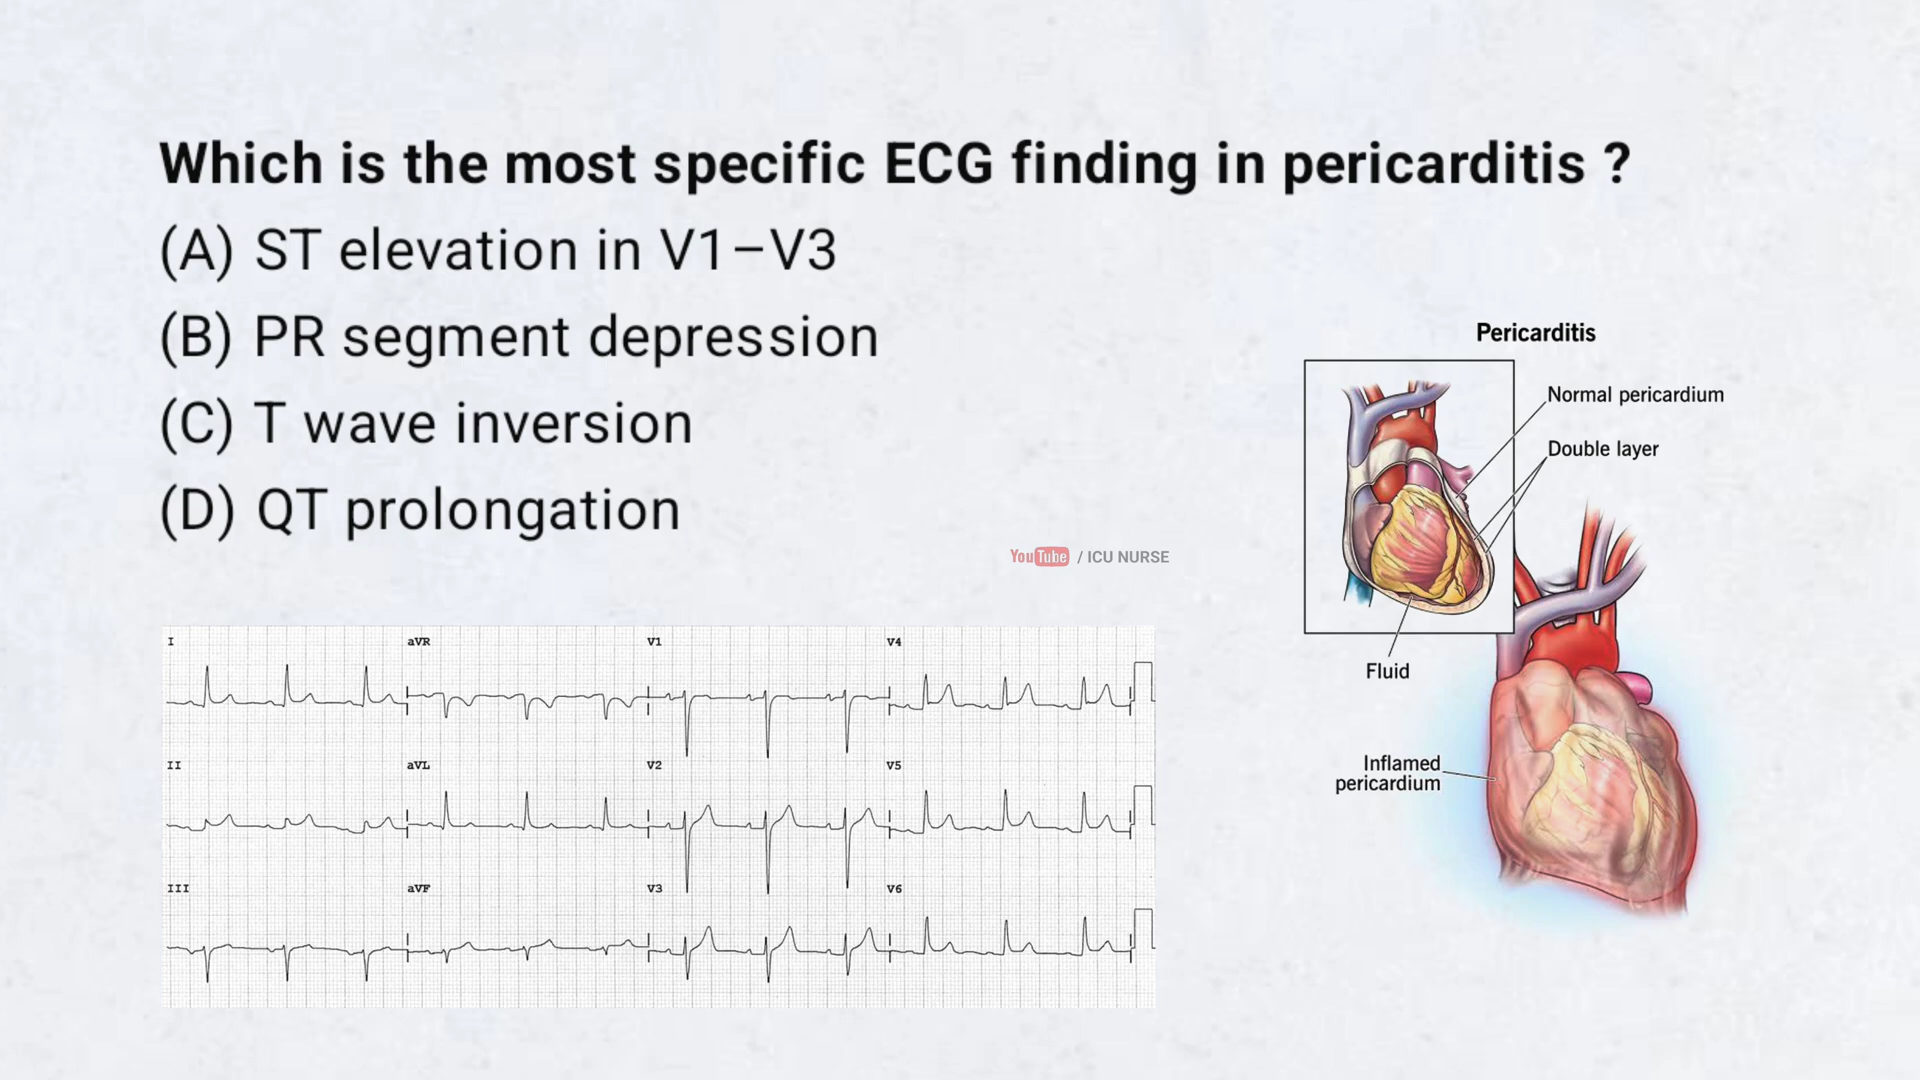 Which is the most specific ECG finding in pericarditis ?
(A) ST elevation in V1–V3
(B) PR segment depression
(C) T wave inversion
(D) QT prolongation
YouTube / ICU NURSE
Pericarditis
Normal pericardium
Double layer
Fluid
Inflamed
pericardium
I aVR V1 V4
II aVL V2 V5
III aVF V3 V6